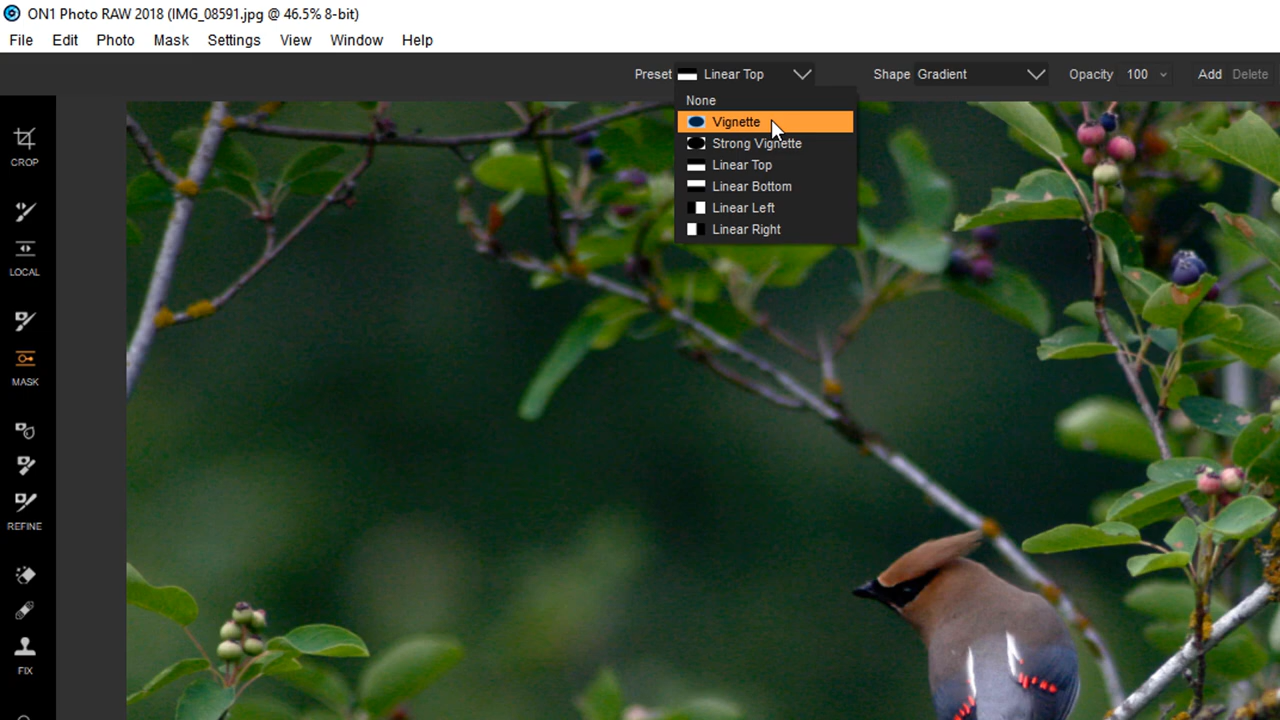 ON1 Photo RAW 2018 (IMG_08591.jpg @ 46.5% 8-bit)
File Edit Photo Mask Settings View Window Help
Preset Linear Top Shape Gradient Opacity 100 Add Delete
None
Vignette
Strong Vignette
Linear Top
Linear Bottom
Linear Left
Linear Right
CROP
LOCAL
MASK
REFINE
FIX